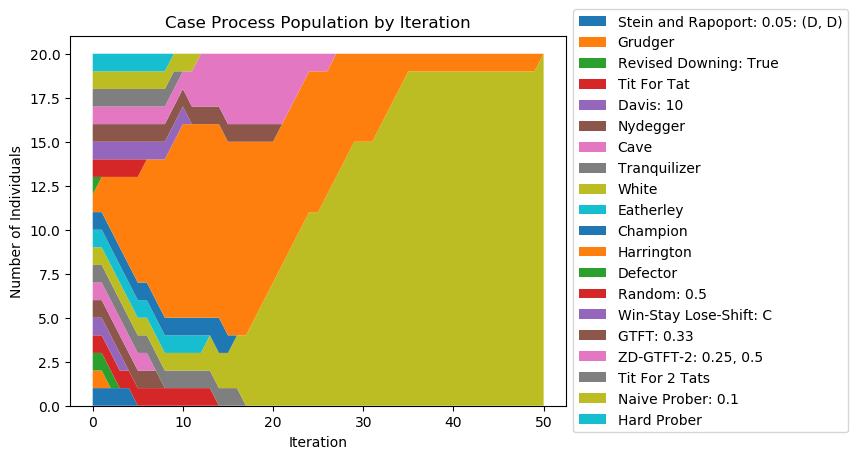 Case Process Population by Iteration
Number of Individuals
20.0
17.5
15.0
12.5
10.0
7.5
5.0
2.5
0.0
0
10
20
30
40
50
Iteration
Stein and Rapoport: 0.05: (D, D)
Grudger
Revised Downing: True
Tit For Tat
Davis: 10
Nydegger
Cave
Tranquilizer
White
Eatherley
Champion
Harrington
Defector
Random: 0.5
Win-Stay Lose-Shift: C
GTFT: 0.33
ZD-GTFT-2: 0.25, 0.5
Tit For 2 Tats
Naive Prober: 0.1
Hard Prober